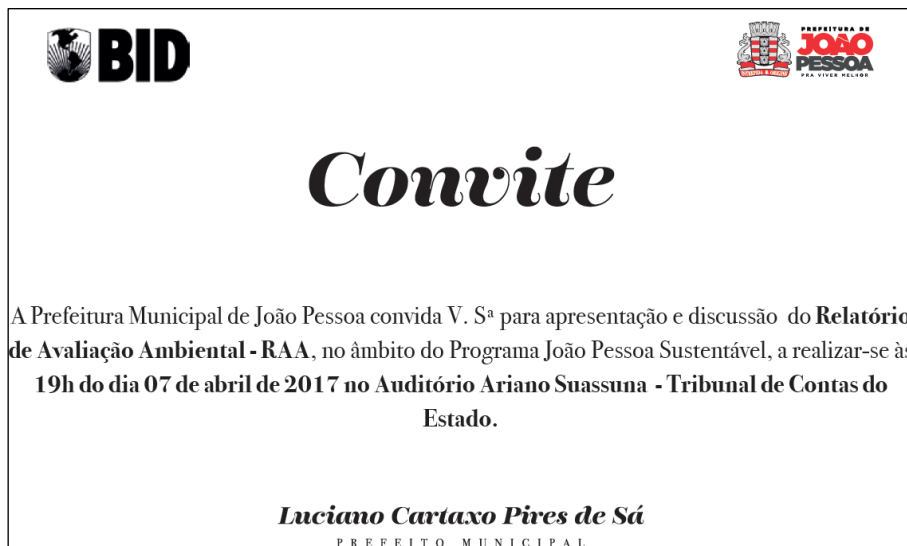 BID
PREFEITURA DE
JOÃO
PESSOA
PRA VIVER MELHOR
Convite
A Prefeitura Municipal de João Pessoa convida V. Sª para apresentação e discussão do Relatório
de Avaliação Ambiental - RAA, no âmbito do Programa João Pessoa Sustentável, a realizar-se às
19h do dia 07 de abril de 2017 no Auditório Ariano Suassuna - Tribunal de Contas do
Estado.
Luciano Cartaxo Pires de Sá
PREFEITO MUNICIPAL